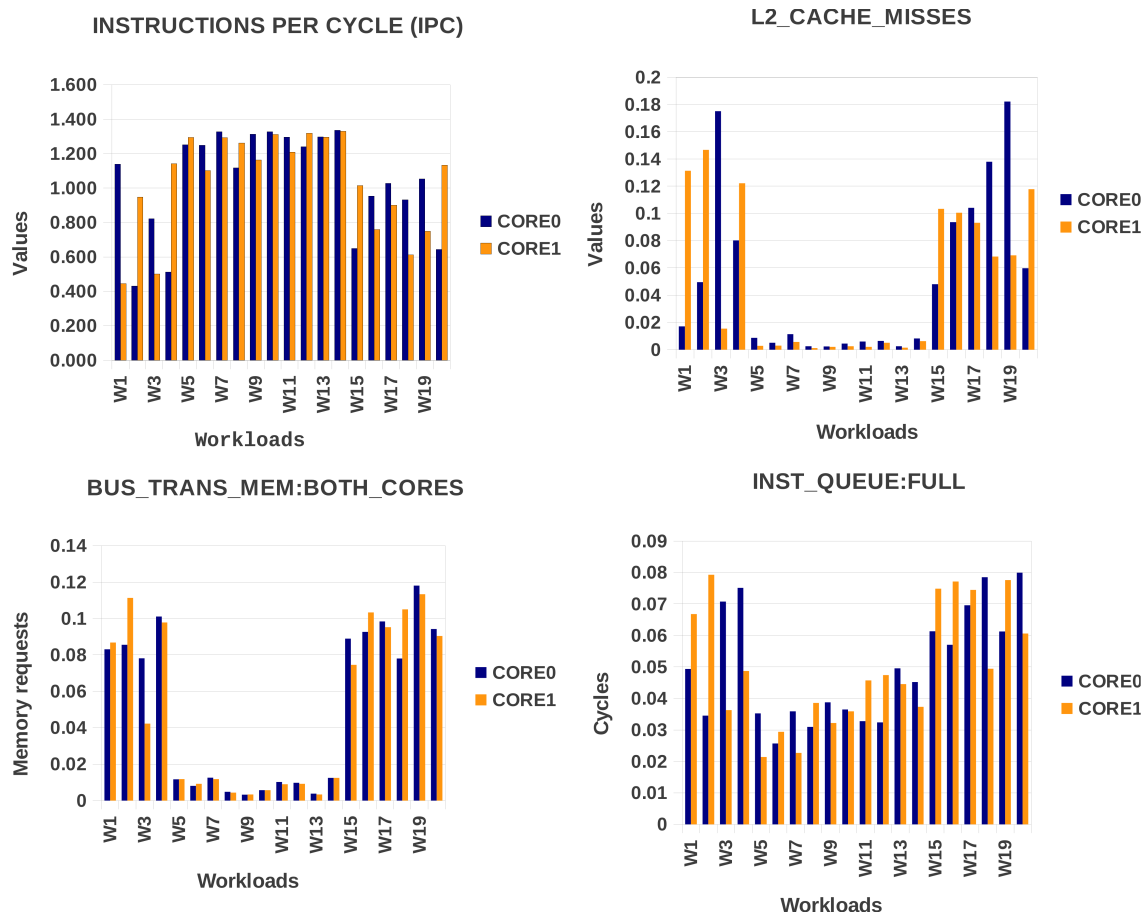 INSTRUCTIONS PER CYCLE (IPC)
1.600
1.400
1.200
1.000
0.800
0.600
0.400
0.200
0.000
Values
W1
W3
W5
W7
W9
W11
W13
W15
W17
W19
Workloads
CORE0
CORE1
L2_CACHE_MISSES
0.2
0.18
0.16
0.14
0.12
0.1
0.08
0.06
0.04
0.02
0
Values
W1
W3
W5
W7
W9
W11
W13
W15
W17
W19
Workloads
CORE0
CORE1
BUS_TRANS_MEM:BOTH_CORES
0.14
0.12
0.1
0.08
0.06
0.04
0.02
0
Memory requests
W1
W3
W5
W7
W9
W11
W13
W15
W17
W19
Workloads
CORE0
CORE1
INST_QUEUE:FULL
0.09
0.08
0.07
0.06
0.05
0.04
0.03
0.02
0.01
0
Cycles
W1
W3
W5
W7
W9
W11
W13
W15
W17
W19
Workloads
CORE0
CORE1